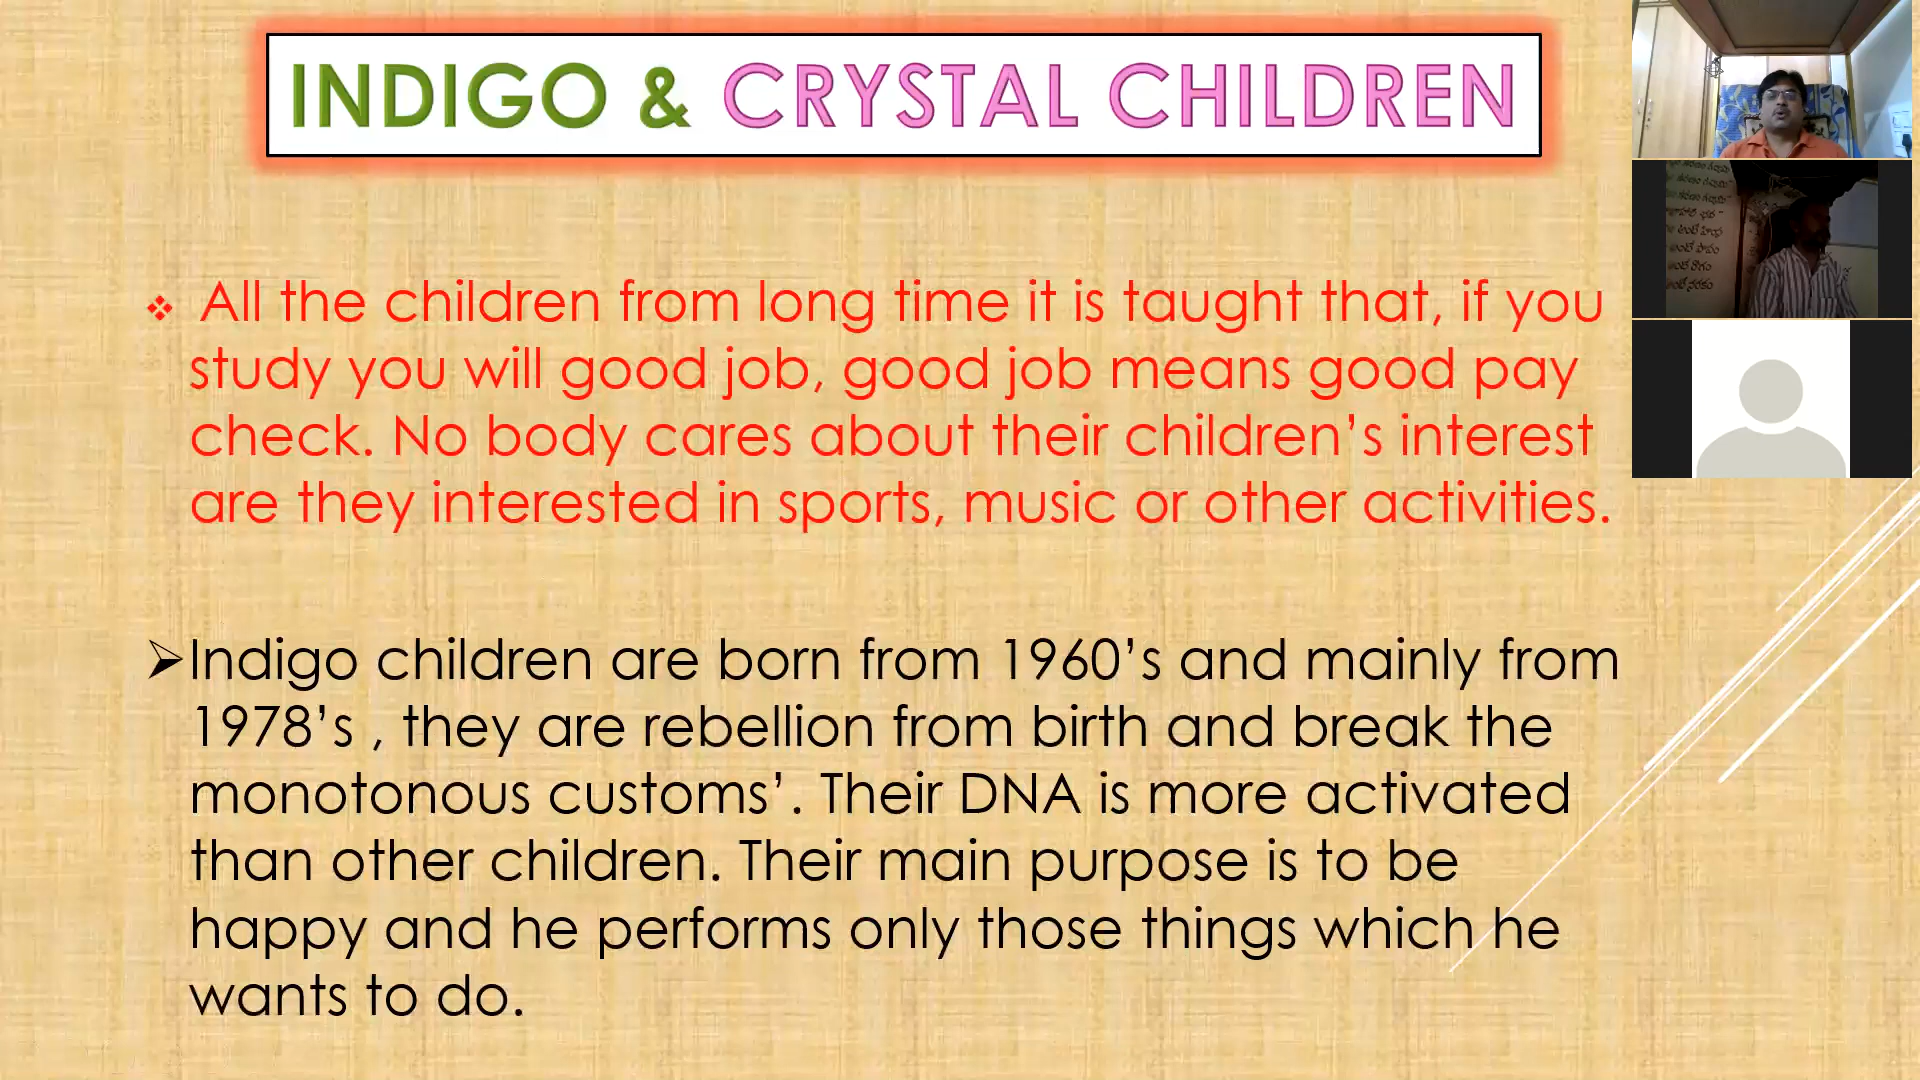 INDIGO & CRYSTAL CHILDREN
All the children from long time it is taught that, if you
study you will good job, good job means good pay
check. No body cares about their children’s interest
are they interested in sports, music or other activities.
Indigo children are born from 1960’s and mainly from
1978’s , they are rebellion from birth and break the
monotonous customs’. Their DNA is more activated
than other children. Their main purpose is to be
happy and he performs only those things which he
wants to do.